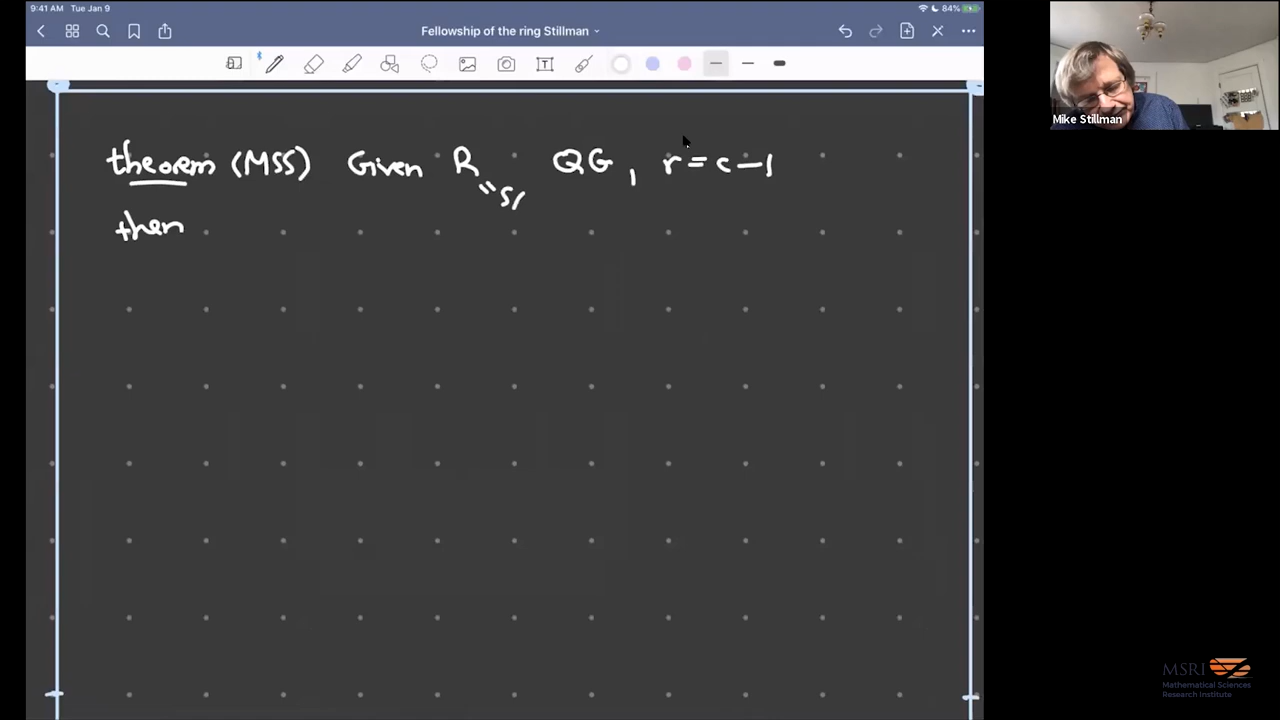 9:41 AM Tue Jan 9
84%
Fellowship of the ring Stillman
theorem (MSS) Given R QG, r = c - 1
= S/
then
Mike Stillman
MSRI
Mathematical Sciences
Research Institute